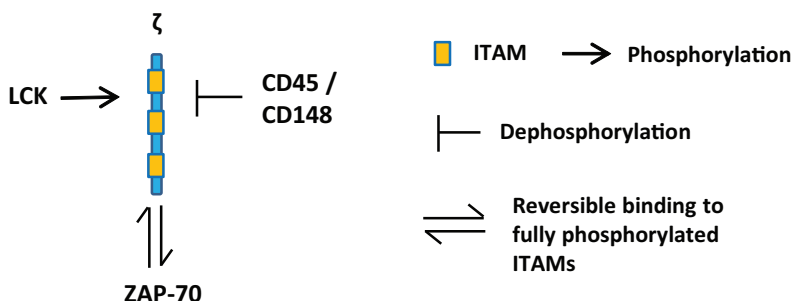 ζ
LCK
CD45 /
CD148
ZAP-70
ITAM
Phosphorylation
Dephosphorylation
Reversible binding to
fully phosphorylated
ITAMs